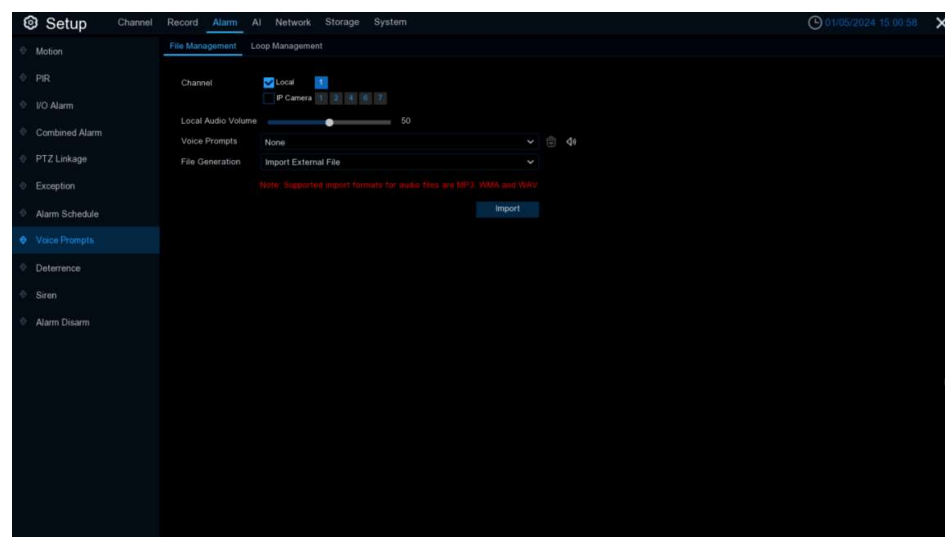 Setup Channel Record Alarm AI Network Storage System 01/05/2024 15:00:58
File Management Loop Management
Motion
PIR
I/O Alarm
Combined Alarm
PTZ Linkage
Exception
Alarm Schedule
Voice Prompts
Deterrence
Siren
Alarm Disarm
Channel Local 1
IP Camera 1 2 4 6 7
Local Audio Volume 50
Voice Prompts None
File Generation Import External File
Note: Supported import formats for audio files are MP3, WMA and WAV
Import